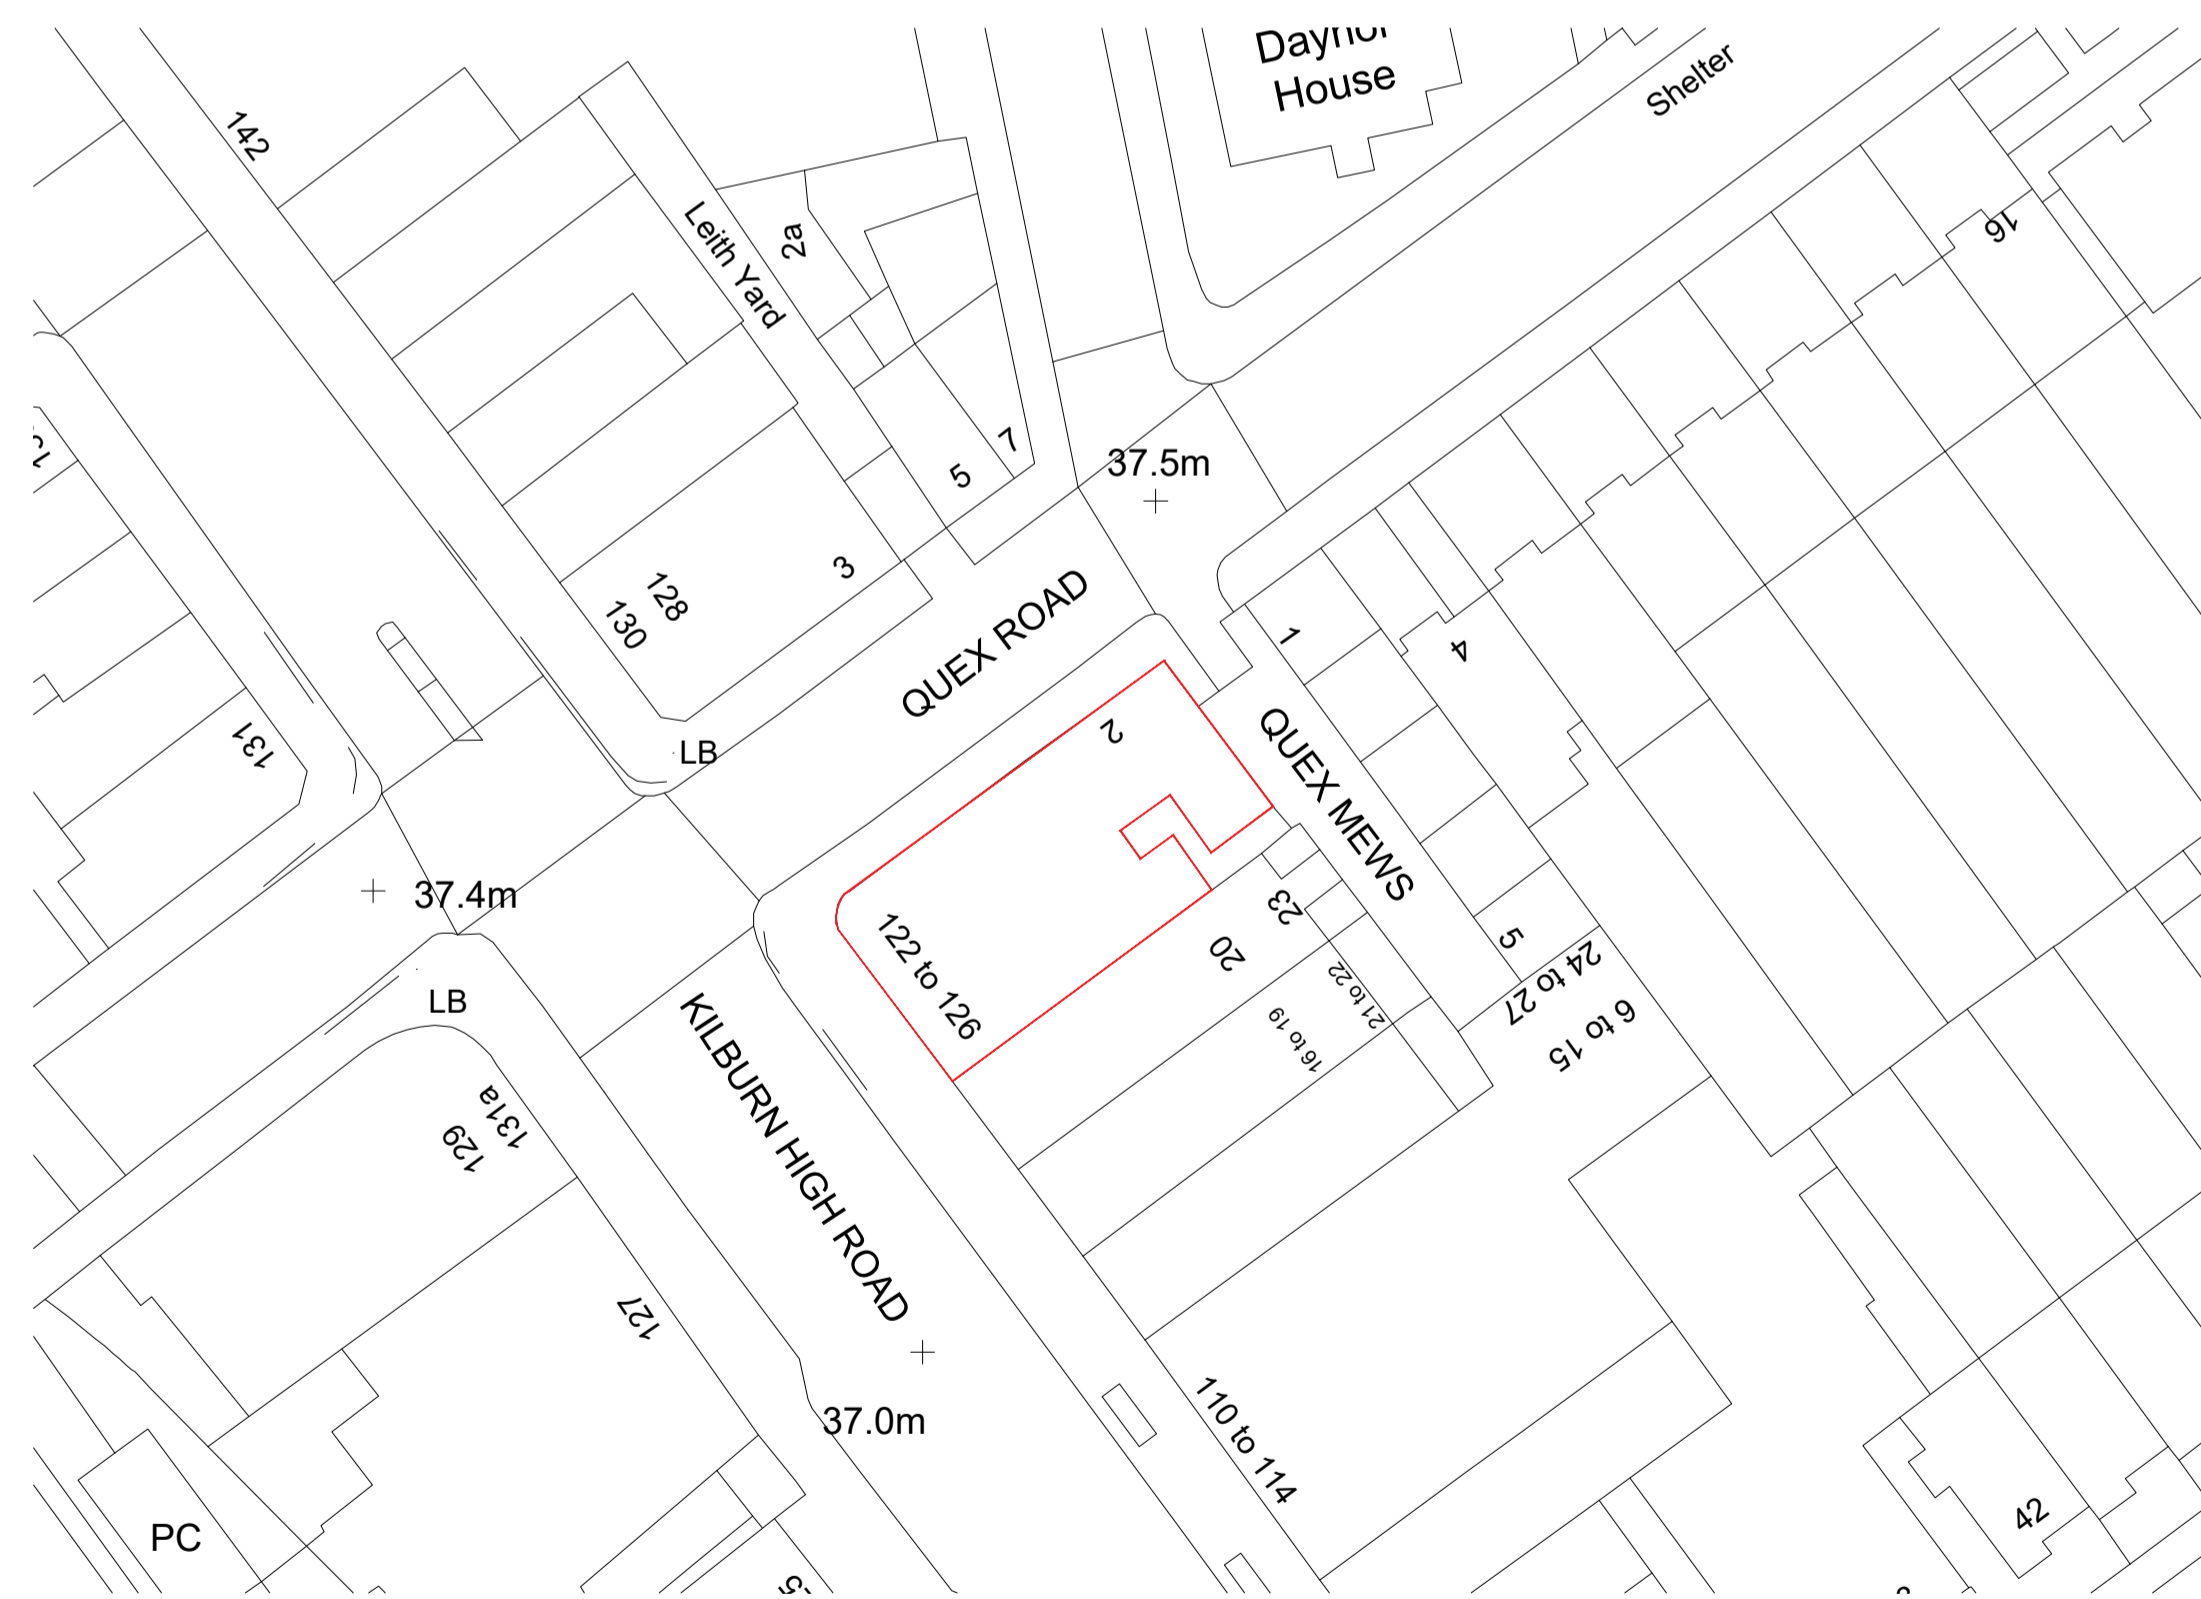 House
Shelter
142
Leith Yard
2a
16
7
5
37.5m
3
128
130
QUEX ROAD
1
4
131
LB
2
QUEX MEWS
37.4m
122 to 126
23
20
5
24 to 27
21 to 22
6 to 15
16 to 19
LB
KILBURN HIGH ROAD
131a
129
127
37.0m
110 to 114
42
PC